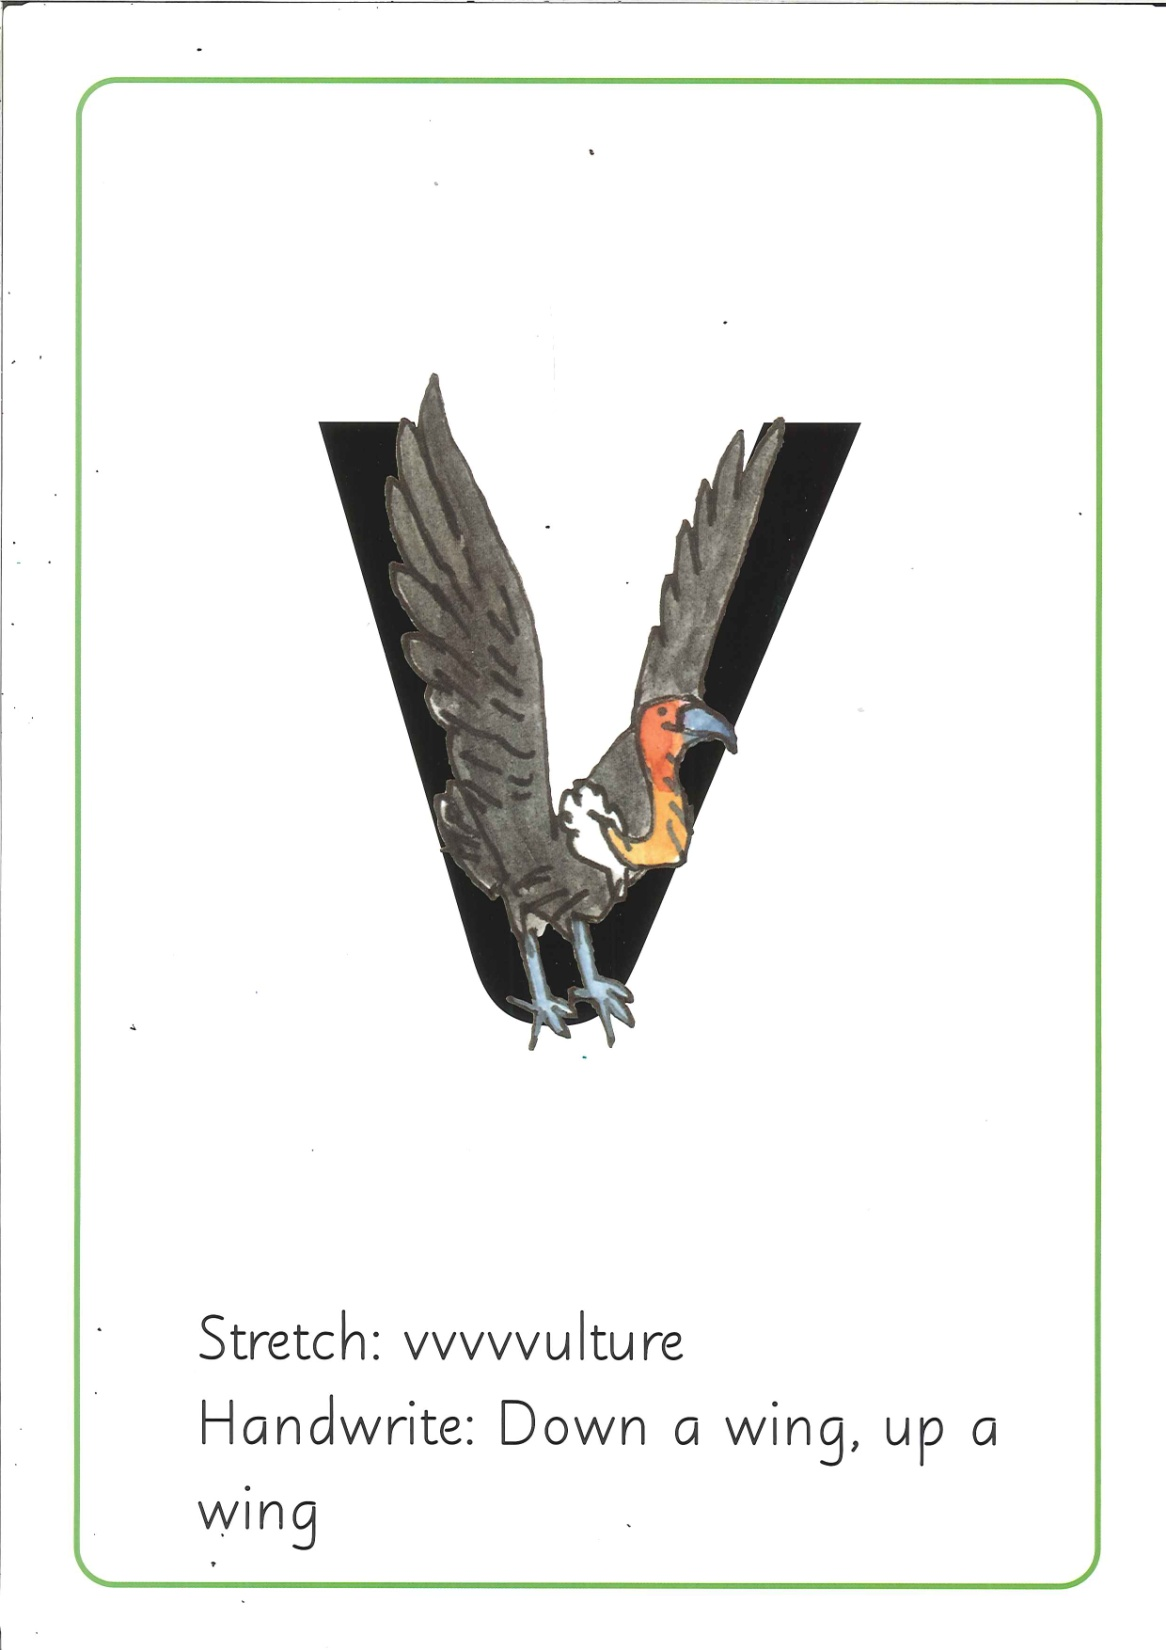 V
Stretch: vvvvvulture
Handwrite: Down a wing, up a
wing